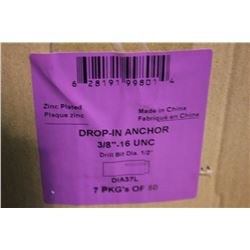 6 28191 99801 4
Zinc Plated
Plaque zinc
Made in China
Fabriqué en China
DROP-IN ANCHOR
3/8"-16 UNC
Drill Bit Dia. 1/2"
DIA37L
7 PKG's OF 50